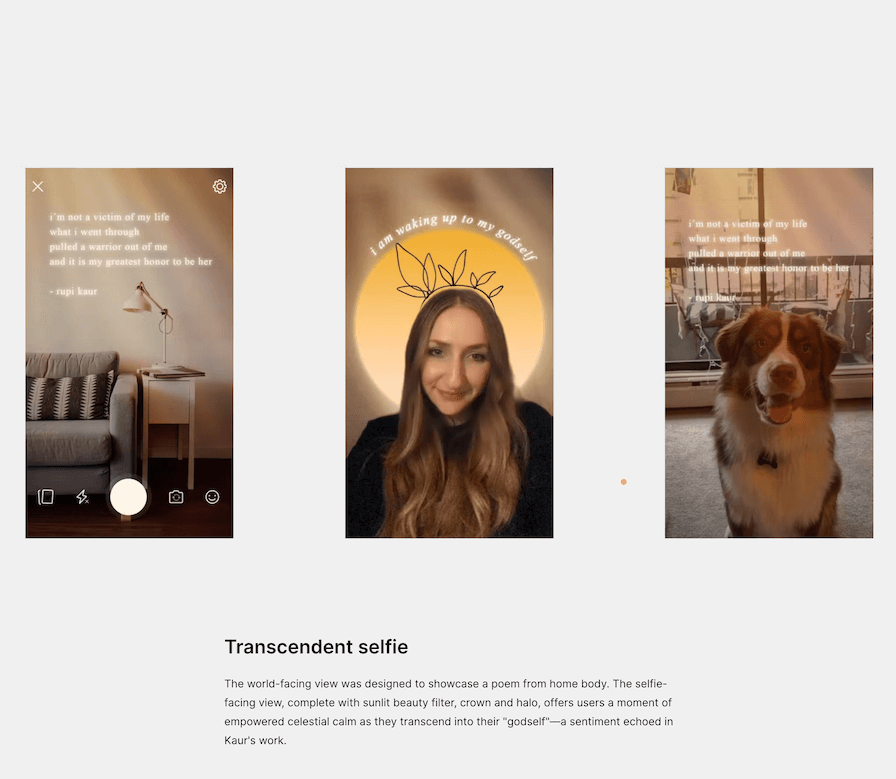 i'm not a victim of my life
what i went through
pulled a warrior out of me
and it is my greatest honor to be her
- rupi kaur
i am waking up to my godself
i'm not a victim of my life
what i went through
pulled a warrior out of me
and it is my greatest honor to be her
- rupi kaur
Transcendent selfie
The world-facing view was designed to showcase a poem from home body. The selfie-
facing view, complete with sunlit beauty filter, crown and halo, offers users a moment of
empowered celestial calm as they transcend into their "godself"—a sentiment echoed in
Kaur's work.